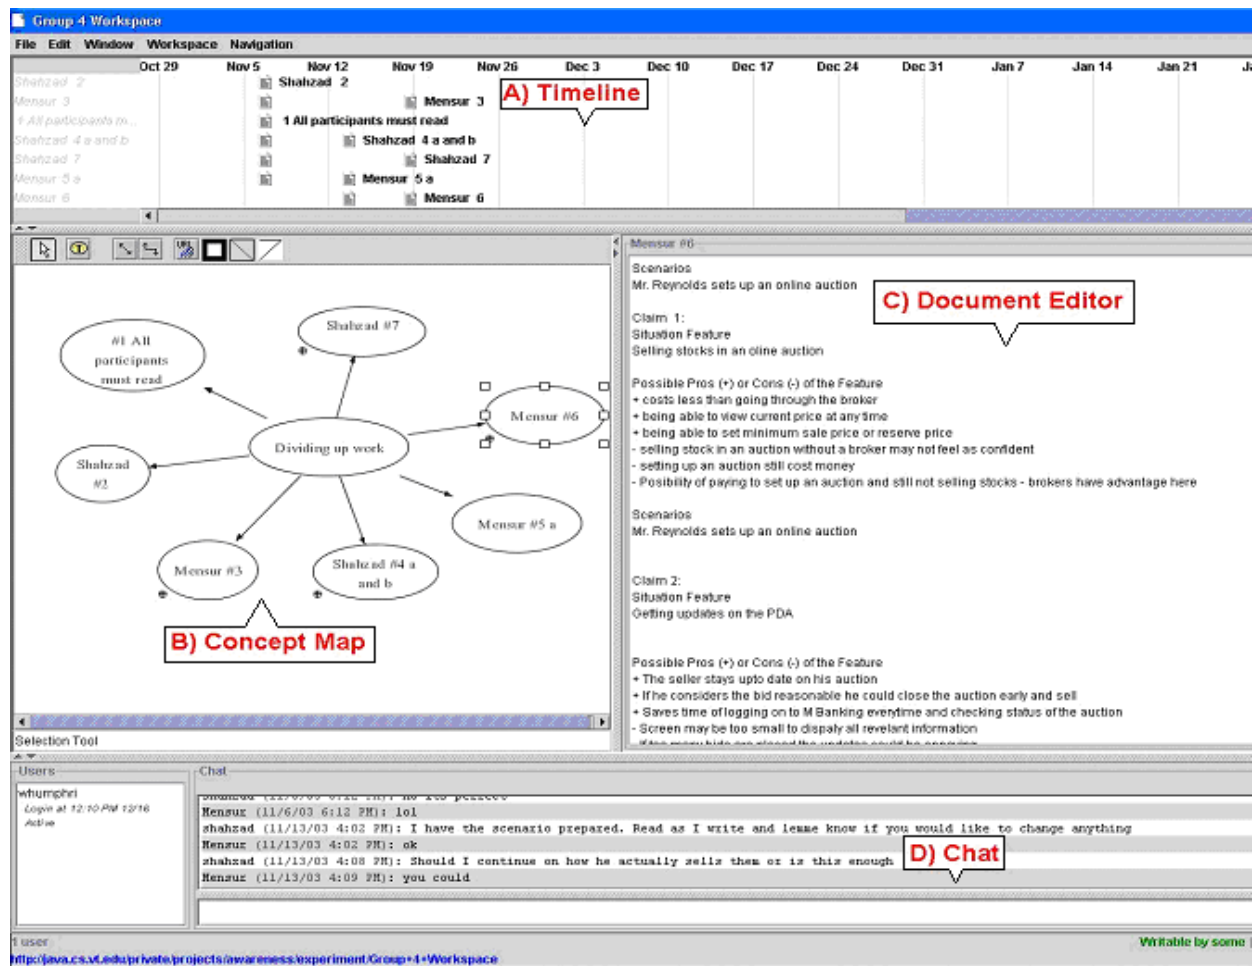 Group 4 Workspace
File Edit Window Workspace Navigation
Oct 29 Nov 5 Nov 12 Nov 19 Nov 26 Dec 3 Dec 10 Dec 17 Dec 24 Dec 31 Jan 7 Jan 14 Jan 21
Shahzad 2 Shahzad 2
Mensur 3 Mensur 3
A) Timeline
1 All participants m... 1 All participants must read
Shahzad 4 a and b Shahzad 4 a and b
Shahzad 7 Shahzad 7
Mensur 5 a Mensur 5 a
Mensur 6 Mensur 6
URL
#1 All
participants
must read
Shahzad #7
Mensur #6
Dividing up work
Shahzad
#2
Mensur #5 a
Mensur #3
Shahzad #4 a
and b
B) Concept Map
Selection Tool
Mensur #6
Scenarios
Mr. Reynolds sets up an online auction
C) Document Editor
Claim 1:
Situation Feature
Selling stocks in an oline auction
Possible Pros (+) or Cons (-) of the Feature
+ costs less than going through the broker
+ being able to view current price at any time
+ being able to set minimum sale price or reserve price
- selling stock in an auction without a broker may not feel as confident
- setting up an auction still cost money
- Posibility of paying to set up an auction and still not selling stocks - brokers have advantage here
Scenarios
Mr. Reynolds sets up an online auction
Claim 2:
Situation Feature
Getting updates on the PDA
Possible Pros (+) or Cons (-) of the Feature
+ The seller stays upto date on his auction
+ If he considers the bid reasonable he could close the auction early and sell
+ Saves time of logging on to M Banking everytime and checking status of the auction
- Screen may be too small to dispaly all revelant information
Users
whumphri
Login at 12:10 PM 12/16
Active
Chat
Mensur (11/6/03 6:12 PM): lol
shahzad (11/13/03 4:02 PM): I have the scenario prepared. Read as I write and lemme know if you would like to change anything
Mensur (11/13/03 4:02 PM): ok
shahzad (11/13/03 4:08 PM): Should I continue on how he actually sells them or is this enough
Mensur (11/13/03 4:09 PM): you could
D) Chat
1 user
Writable by some
http://java.cs.vt.edu/private/projects/awareness/experiment/Group+4+Workspace